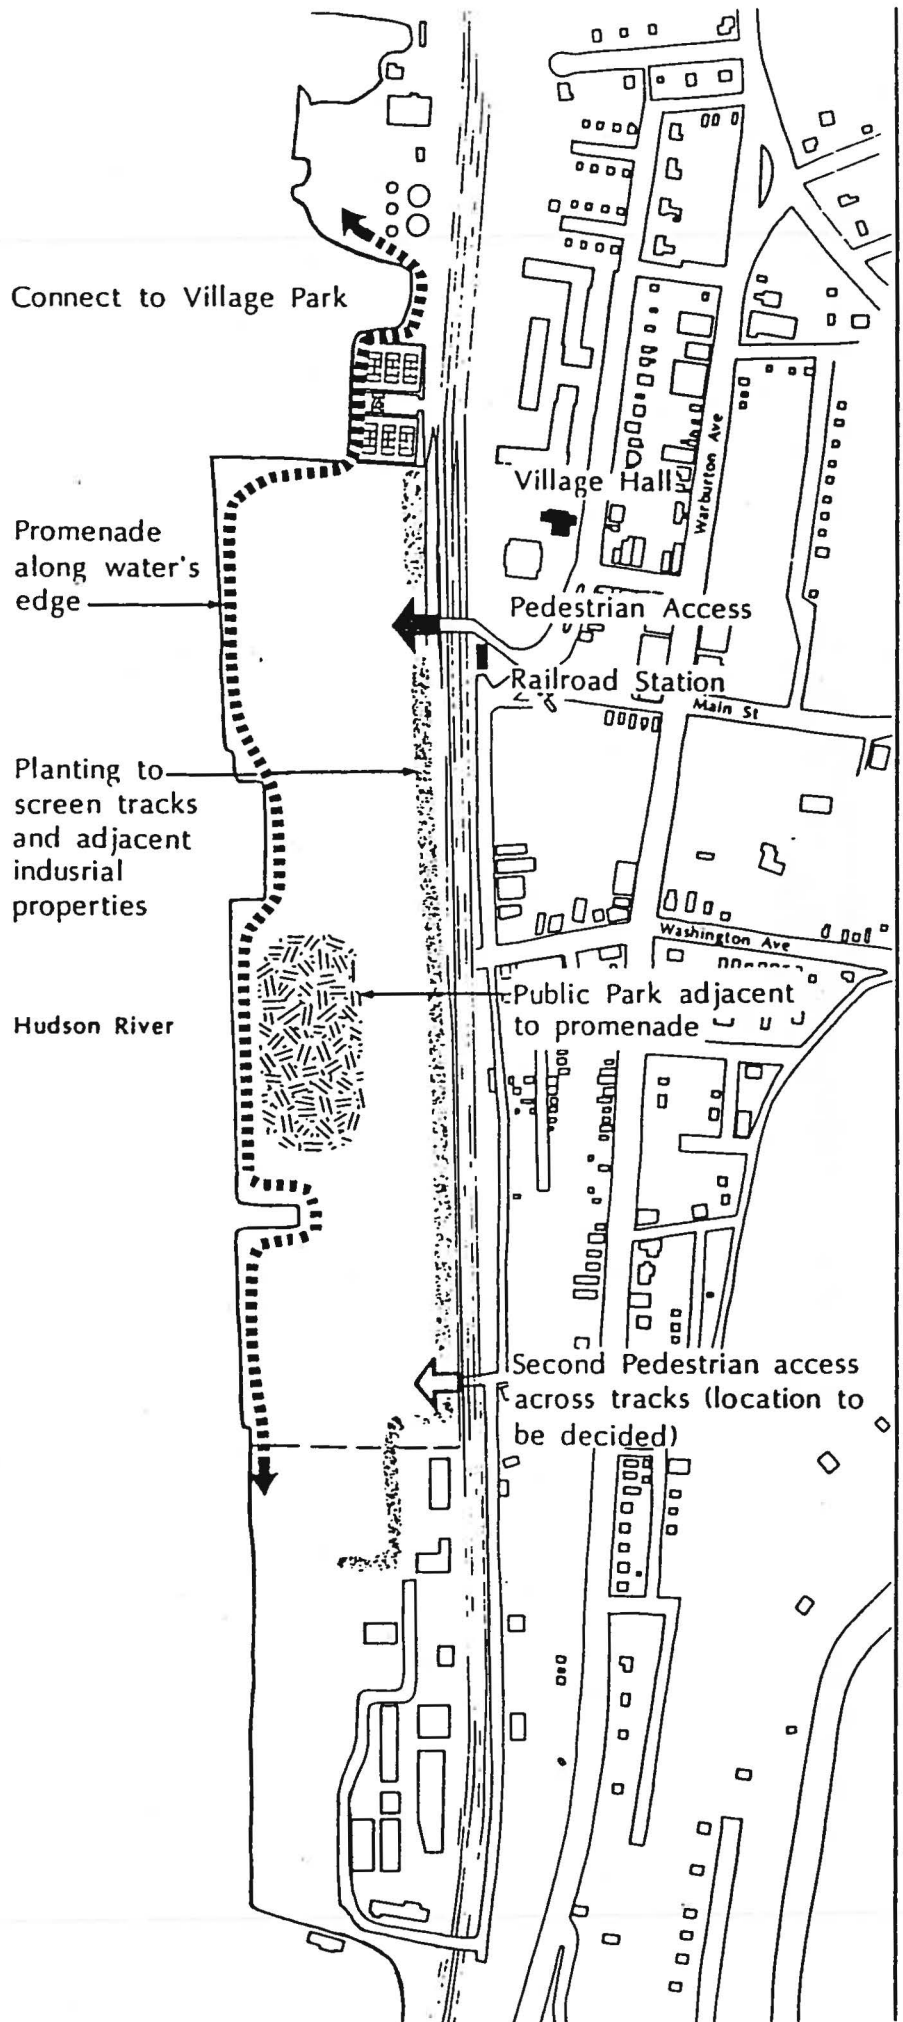 Connect to Village Park
Village Hall
Warburton Ave
Promenade
along water's
edge
Pedestrian Access
Railroad Station
Main St
Planting to
screen tracks
and adjacent
indusrial
properties
Washington Ave
Public Park adjacent
to promenade
Hudson River
Second Pedestrian access
across tracks (location to
be decided)